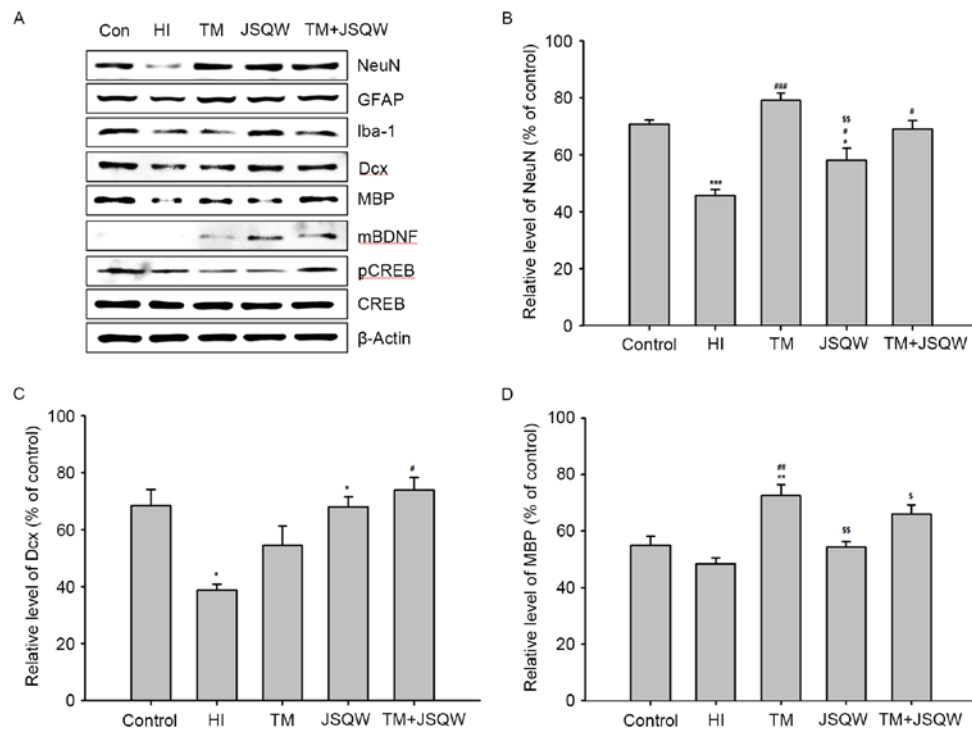 A
Con HI TM JSQW TM+JSQW
NeuN
GFAP
Iba-1
Dcx
MBP
mBDNF
pCREB
CREB
β-Actin
B
Relative level of NeuN (% of control)
100
80
60
40
20
0
***
###
$$
#
*
#
Control HI TM JSQW TM+JSQW
C
Relative level of Dcx (% of control)
100
80
60
40
20
0
*
*
#
Control HI TM JSQW TM+JSQW
D
Relative level of MBP (% of control)
100
80
60
40
20
0
##
**
$$
$
Control HI TM JSQW TM+JSQW